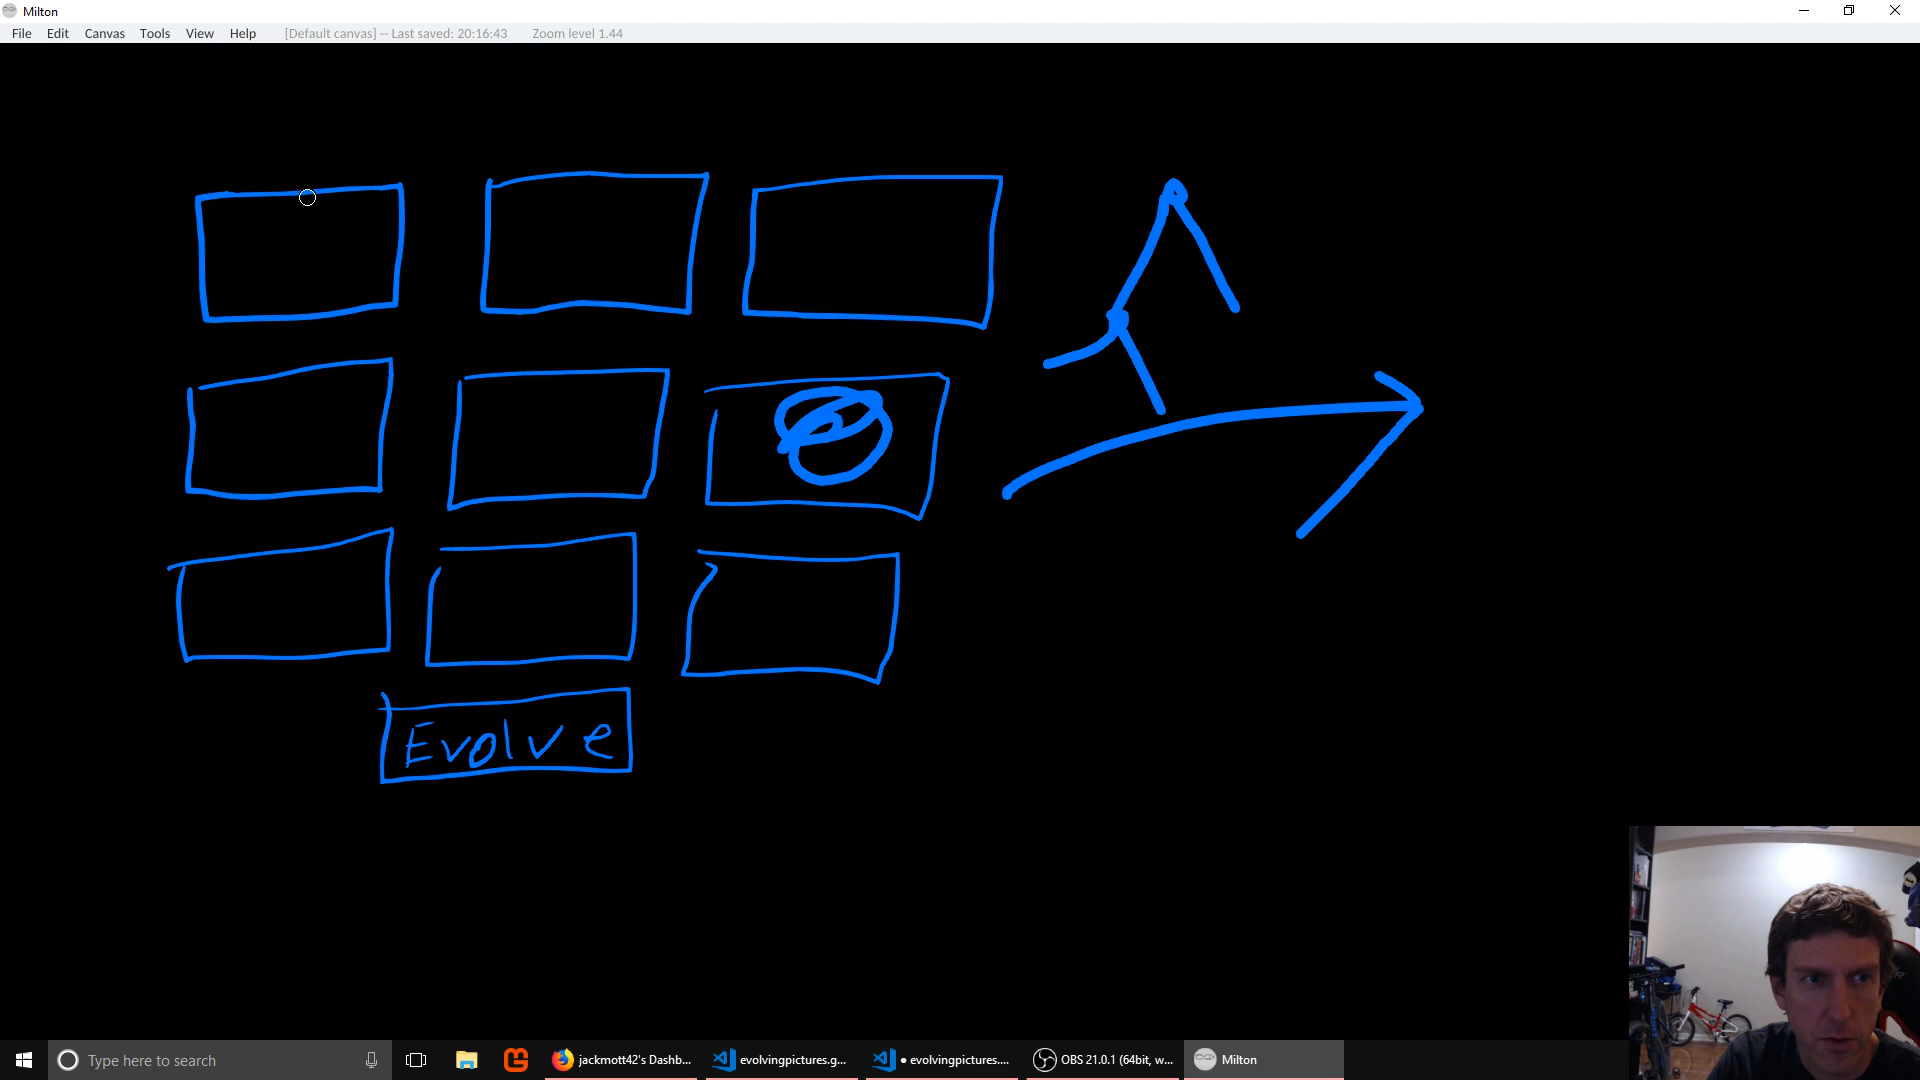 Milton
File Edit Canvas Tools View Help [Default canvas] -- Last saved: 20:16:43 Zoom level 1.44
Evolve
Type here to search jackmott42's Dashb... evolvingpictures.g... • evolvingpictures.... OBS 21.0.1 (64bit, w... Milton